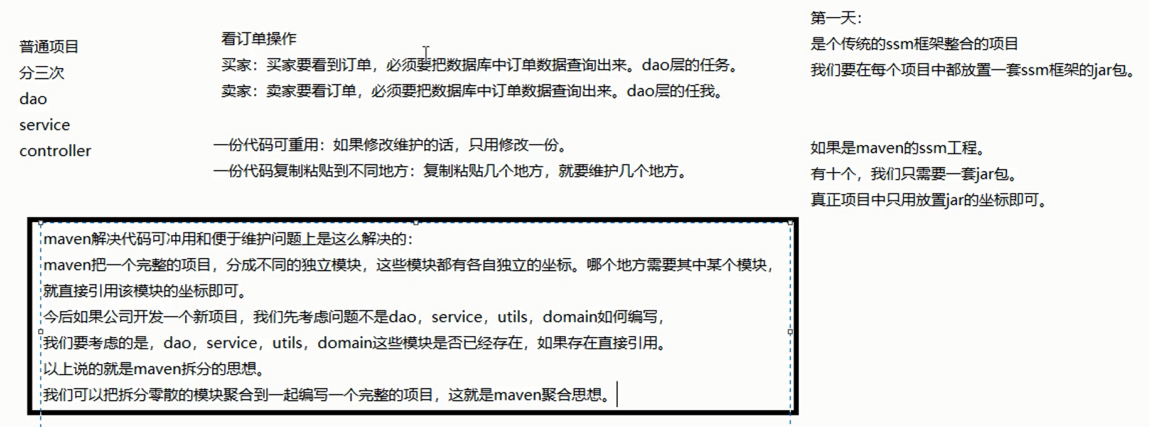 普通项目
分三次
dao
service
controller
看订单操作
买家：买家要看到订单，必须要把数据库中订单数据查询出来。dao层的任务。
卖家：卖家要看订单，必须要把数据库中订单数据查询出来。dao层的任我。
一份代码可重用：如果修改维护的话，只用修改一份。
一份代码复制粘贴到不同地方：复制粘贴几个地方，就要维护几个地方。
第一天：
是个传统的ssm框架整合的项目
我们要在每个项目中都放置一套ssm框架的jar包。
如果是maven的ssm工程。
有十个，我们只需要一套jar包。
真正项目中只用放置jar的坐标即可。
maven解决代码可冲用和便于维护问题上是这么解决的：
maven把一个完整的项目，分成不同的独立模块，这些模块都有各自独立的坐标。哪个地方需要其中某个模块，
就直接引用该模块的坐标即可。
今后如果公司开发一个新项目，我们先考虑问题不是dao，service，utils，domain如何编写，
我们要考虑的是，dao，service，utils，domain这些模块是否已经存在，如果存在直接引用。
以上说的就是maven拆分的思想。
我们可以把拆分零散的模块聚合到一起编写一个完整的项目，这就是maven聚合思想。